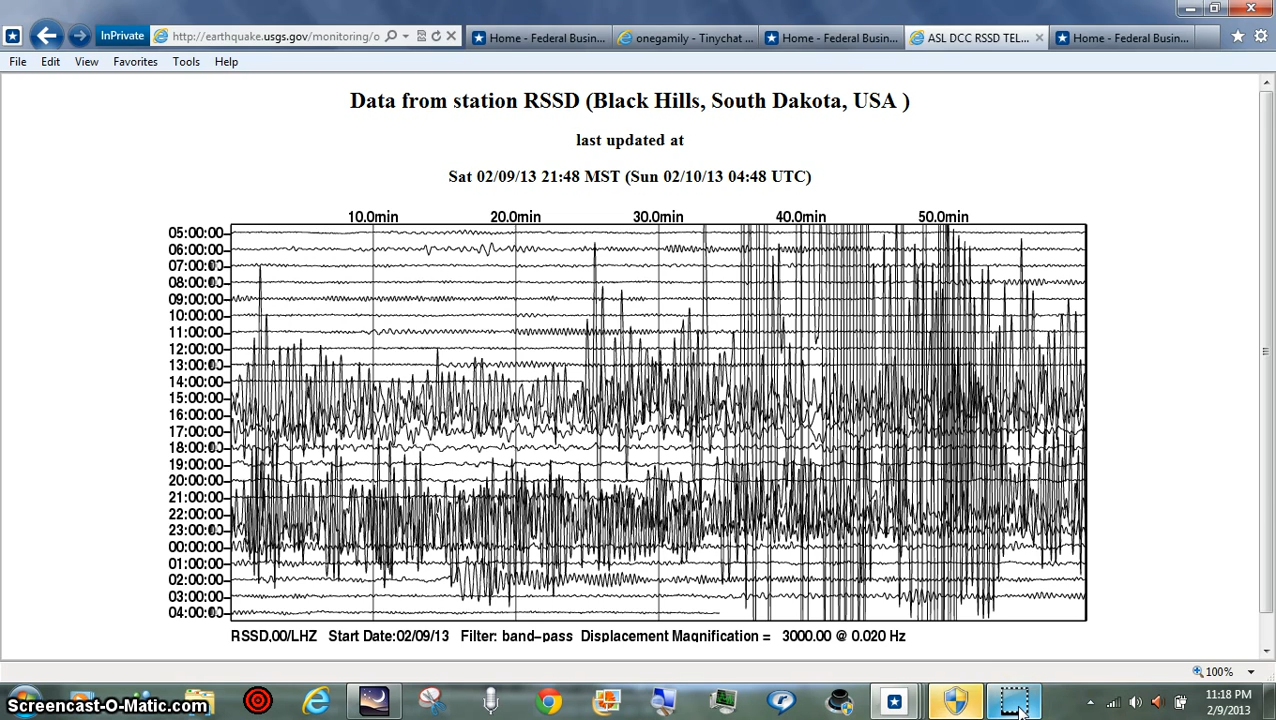 InPrivate http://earthquake.usgs.gov/monitoring/o Home - Federal Busin... onegamily - Tinychat ... Home - Federal Busin... ASL DCC RSSD TEL... Home - Federal Busin...
File Edit View Favorites Tools Help
Data from station RSSD (Black Hills, South Dakota, USA )
last updated at
Sat 02/09/13 21:48 MST (Sun 02/10/13 04:48 UTC)
10.0min 20.0min 30.0min 40.0min 50.0min
05:00:00
06:00:00
07:00:00
08:00:00
09:00:00
10:00:00
11:00:00
12:00:00
13:00:00
14:00:00
15:00:00
16:00:00
17:00:00
18:00:00
19:00:00
20:00:00
21:00:00
22:00:00
23:00:00
00:00:00
01:00:00
02:00:00
03:00:00
04:00:00
RSSD.00/LHZ Start Date:02/09/13 Filter: band-pass Displacement Magnification = 3000.00 @ 0.020 Hz
100%
Screencast-O-Matic.com
11:18 PM
2/9/2013